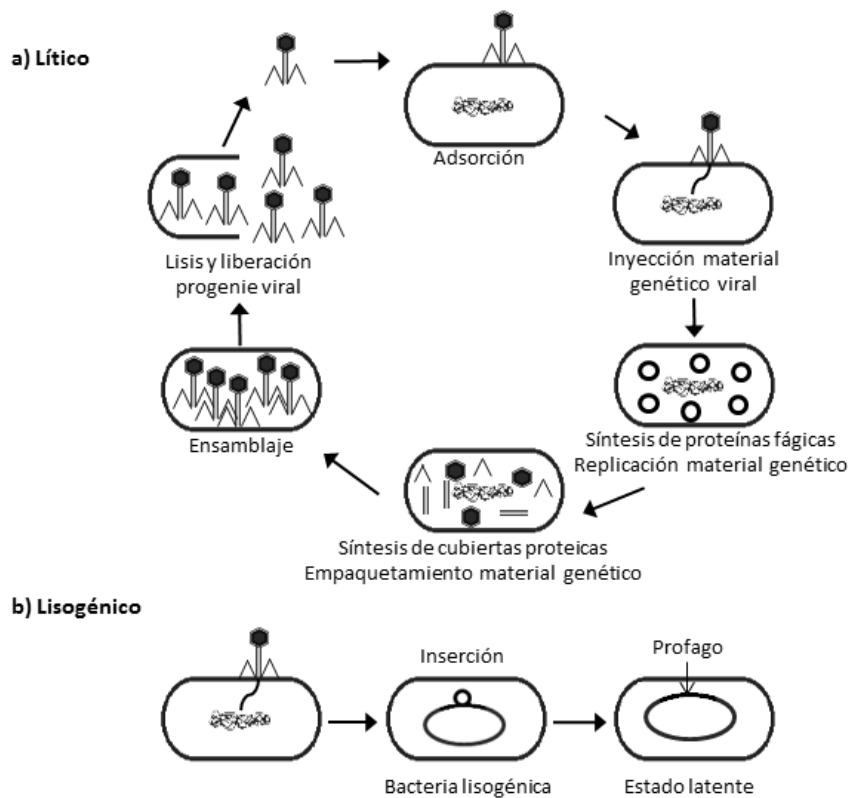 a) Lítico
Adsorción
Inyección material
genético viral
Síntesis de proteínas fágicas
Replicación material genético
Síntesis de cubiertas proteicas
Empaquetamiento material genético
Ensamblaje
Lisis y liberación
progenie viral
b) Lisogénico
Inserción
Profago
Bacteria lisogénica
Estado latente